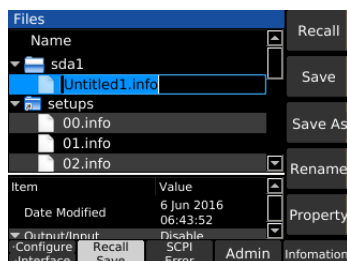 Files
Name
sda1
Untitled1.info
setups
00.info
01.info
02.info
Item Value
Date Modified 6 Jun 2016
06:43:52
Output/Input Disable
Recall
Save
Save As
Rename
Property
Configure
Interface
Recall
Save
SCPI
Error
Admin
Infomation